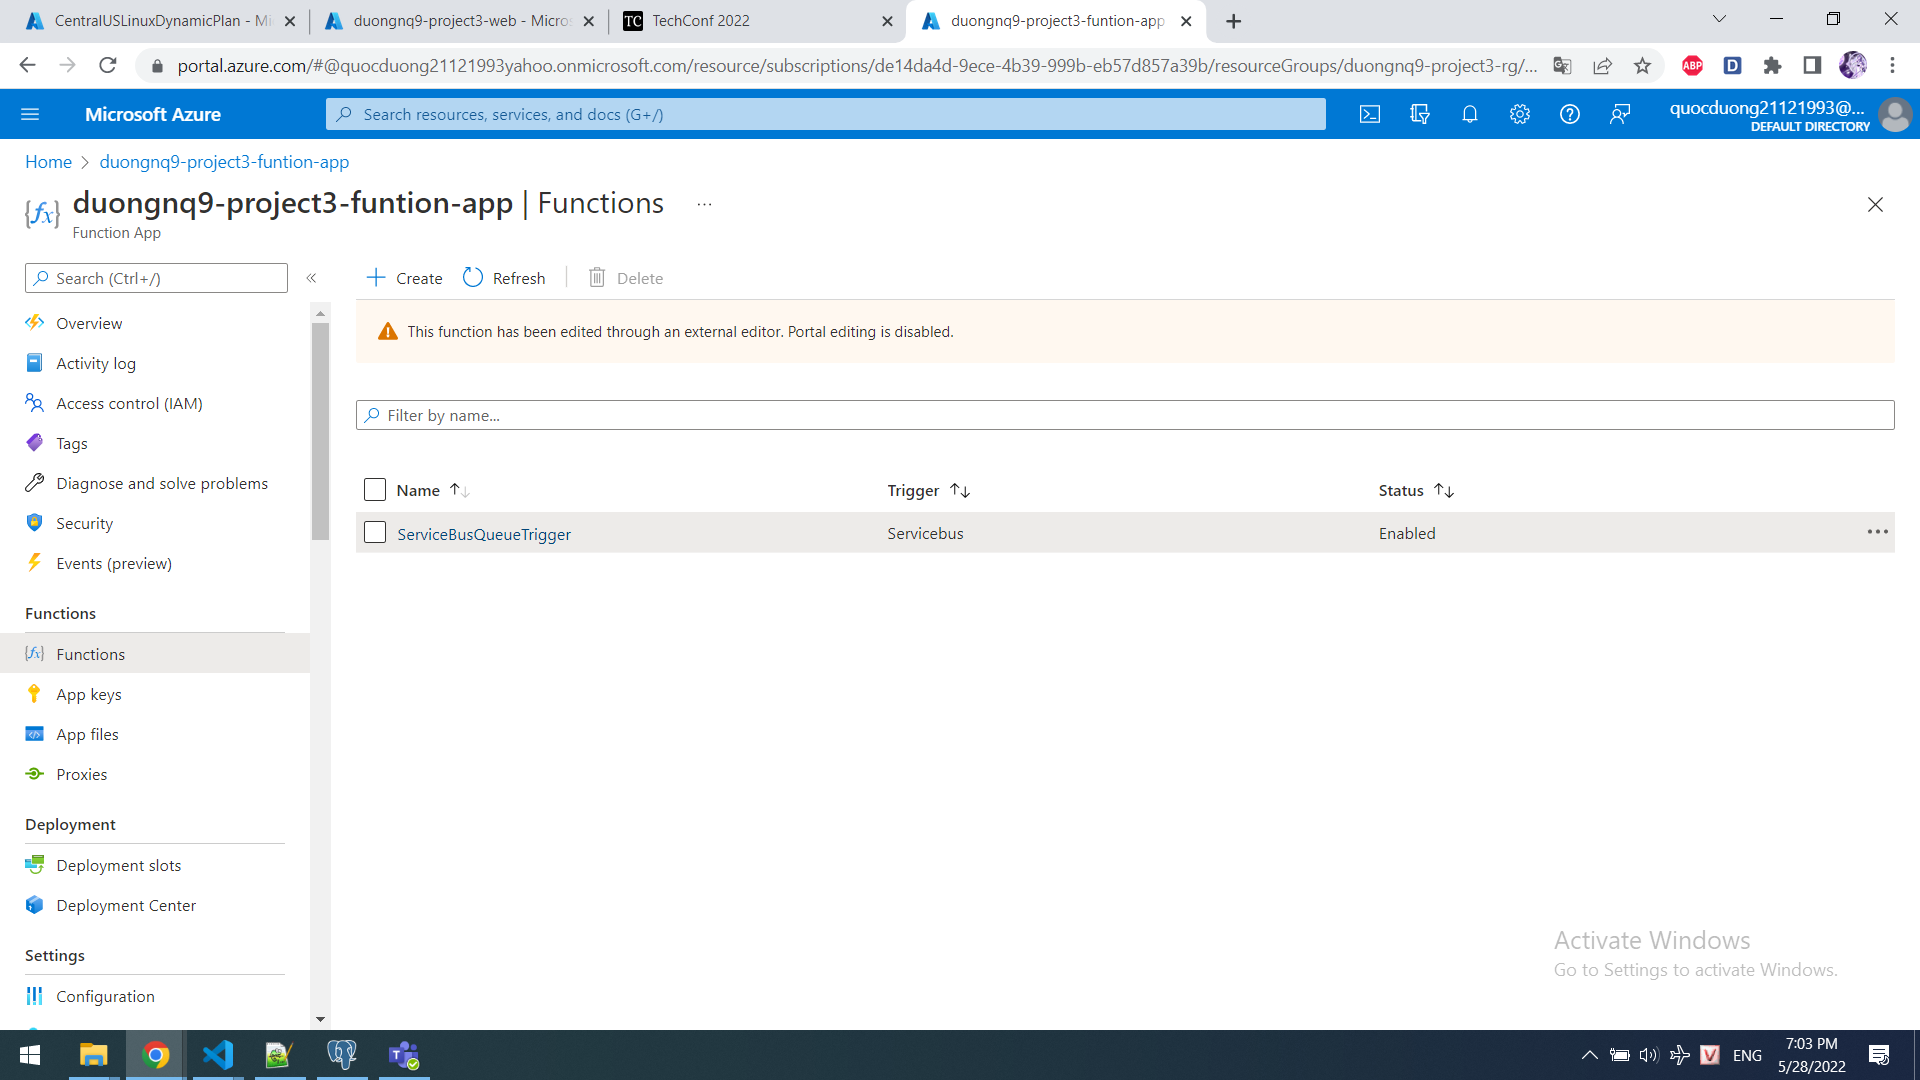 CentralUSLinuxDynamicPlan - Mi
duongnq9-project3-web - Micros
TechConf 2022
duongnq9-project3-funtion-app
portal.azure.com/#@quocduong21121993yahoo.onmicrosoft.com/resource/subscriptions/de14da4d-9ece-4b39-999b-eb57d857a39b/resourceGroups/duongnq9-project3-rg/...
ABP
D
Microsoft Azure
Search resources, services, and docs (G+/)
quocduong21121993@...
DEFAULT DIRECTORY
Home > duongnq9-project3-funtion-app
duongnq9-project3-funtion-app | Functions
...
Function App
Search (Ctrl+/)
Overview
Activity log
Access control (IAM)
Tags
Diagnose and solve problems
Security
Events (preview)
Functions
Functions
App keys
App files
Proxies
Deployment
Deployment slots
Deployment Center
Settings
Configuration
Create
Refresh
Delete
This function has been edited through an external editor. Portal editing is disabled.
Filter by name...
Name
Trigger
Status
ServiceBusQueueTrigger
Servicebus
Enabled
Activate Windows
Go to Settings to activate Windows.
ENG
7:03 PM
5/28/2022